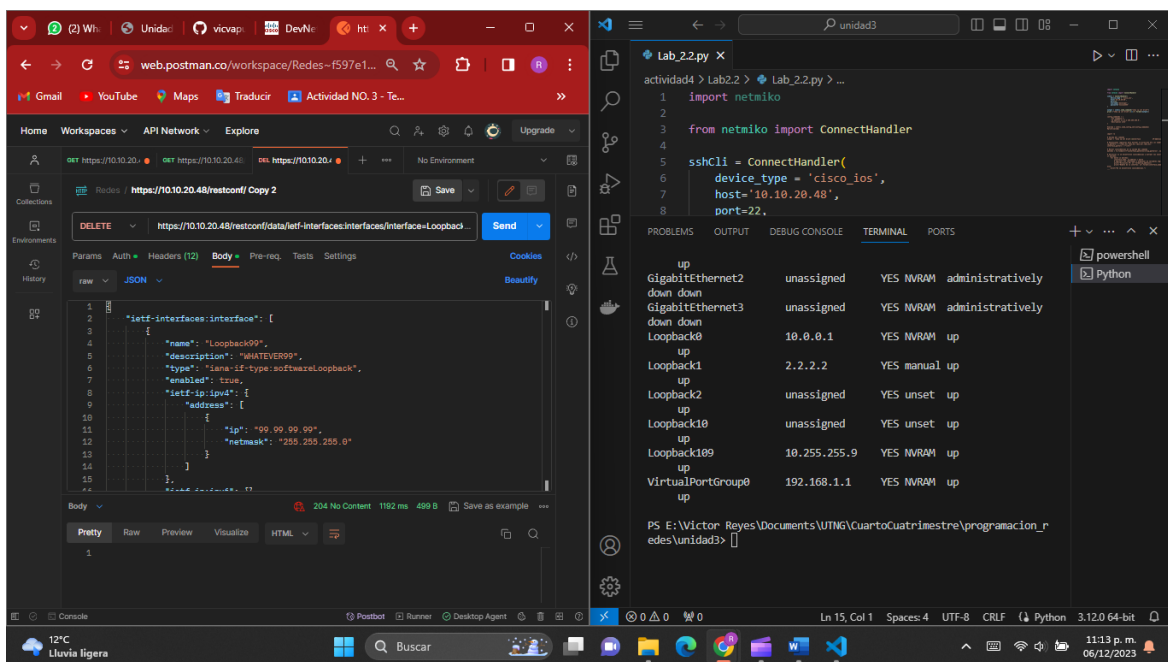 (2) Wh
Unidad
vicvapo
DevNe
htt
web.postman.co/workspace/Redes~f597e1...
Gmail
YouTube
Maps
Traducir
Actividad NO. 3 - Te...
Home Workspaces API Network Explore
Upgrade
GET https://10.10.20.
GET https://10.10.20.48
DEL https://10.10.20.4
No Environment
Collections
Environments
History
HTTP Redes / https://10.10.20.48/restconf/ Copy 2
Save
DELETE https://10.10.20.48/restconf/data/ietf-interfaces:interfaces/interface=Loopback...
Send
Params Auth Headers (12) Body Pre-req. Tests Settings
Cookies
raw JSON
Beautify
1 {
2 "ietf-interfaces:interface": [
3 {
4 "name": "Loopback99",
5 "description": "WHATEVER99",
6 "type": "iana-if-type:softwareLoopback",
7 "enabled": true,
8 "ietf-ip:ipv4": {
9 "address": [
10 {
11 "ip": "99.99.99.99",
12 "netmask": "255.255.255.0"
13 }
14 ]
15 },
Body
204 No Content 1192 ms 499 B Save as example
Pretty Raw Preview Visualize HTML
1
Console
Postbot Runner Desktop Agent
unidad3
Lab_2.2.py
actividad4 > Lab2.2 > Lab_2.2.py > ...
1 import netmiko
2
3 from netmiko import ConnectHandler
4
5 sshCli = ConnectHandler(
6 device_type = 'cisco_ios',
7 host='10.10.20.48',
8 port=22,
PROBLEMS OUTPUT DEBUG CONSOLE TERMINAL PORTS
powershell
Python
up
GigabitEthernet2 unassigned YES NVRAM administratively
down down
GigabitEthernet3 unassigned YES NVRAM administratively
down down
Loopback0 10.0.0.1 YES NVRAM up
up
Loopback1 2.2.2.2 YES manual up
up
Loopback2 unassigned YES unset up
up
Loopback10 unassigned YES unset up
up
Loopback109 10.255.255.9 YES NVRAM up
up
VirtualPortGroup0 192.168.1.1 YES NVRAM up
up
PS E:\Victor Reyes\Documents\UTNG\CuartoCuatrimestre\programacion_r
edes\unidad3>
0 0 0
Ln 15, Col 1 Spaces: 4 UTF-8 CRLF Python 3.12.0 64-bit
12°C
Lluvia ligera
Buscar
11:13 p. m.
06/12/2023